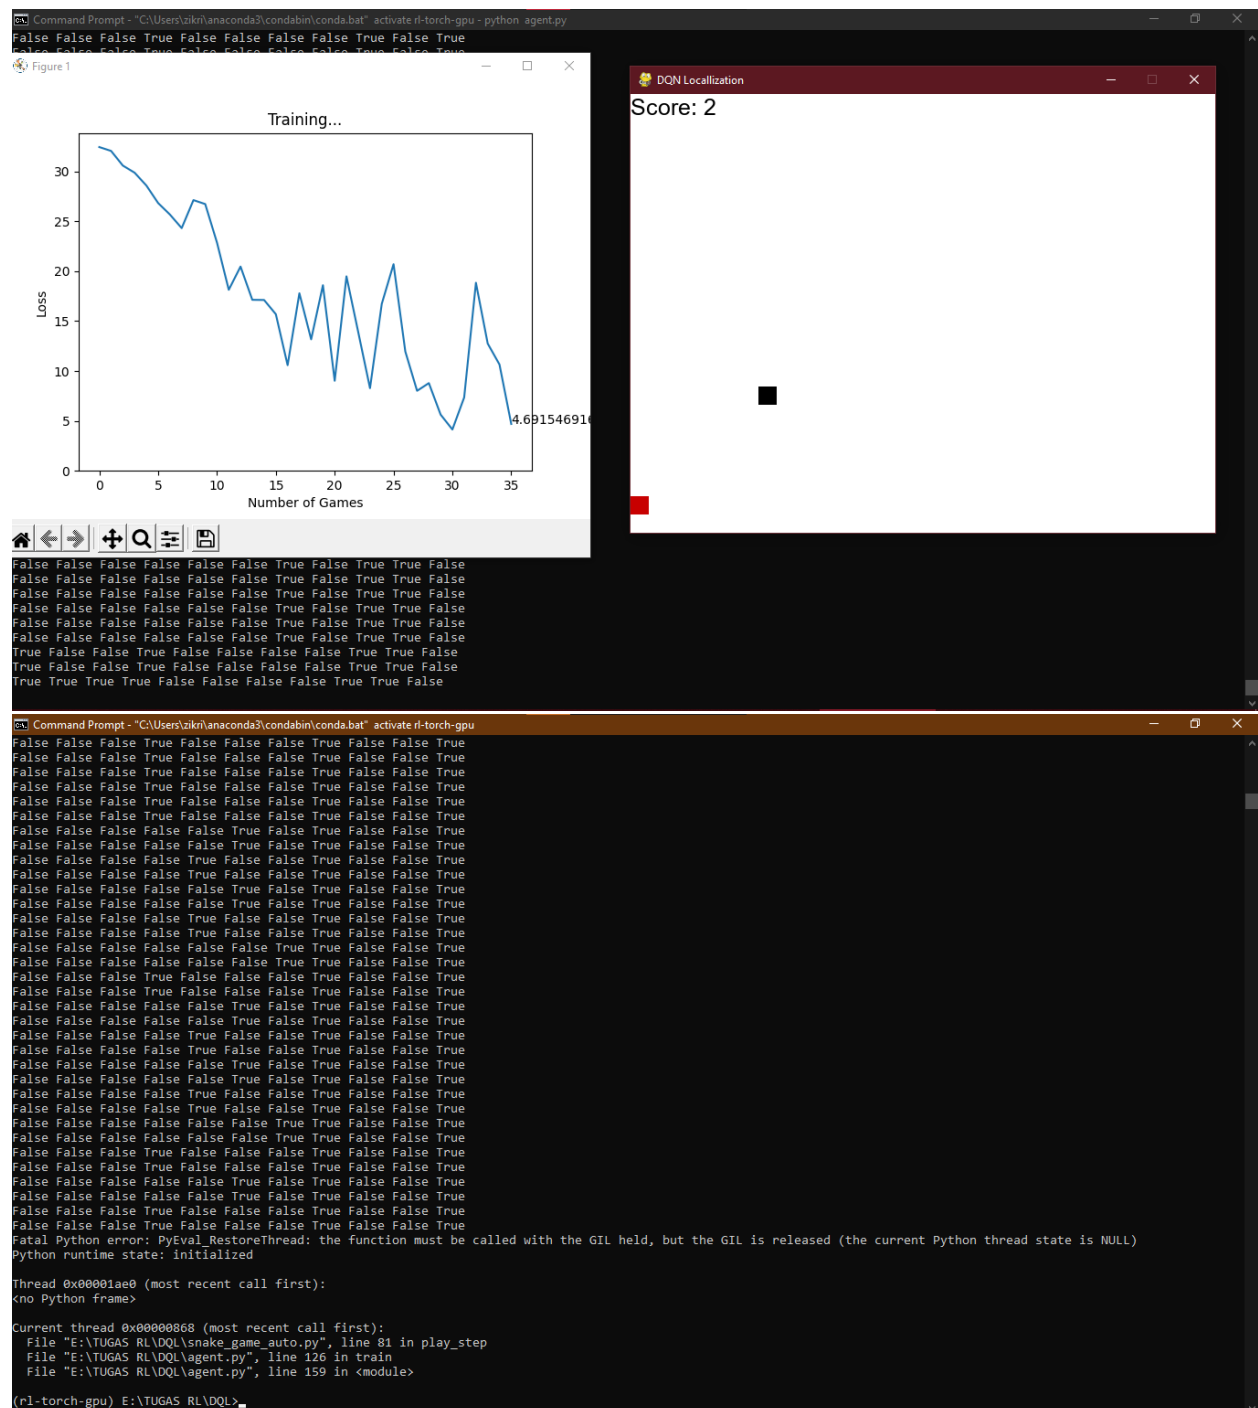 Command Prompt - "C:\Users\zikri\anaconda3\condabin\conda.bat" activate rl-torch-gpu - python agent.py
False False False True False False False False True False True
Figure 1
Training...
Loss
30
25
20
15
10
5
0
4.691546916
0 5 10 15 20 25 30 35
Number of Games
DQN Locallization
Score: 2
False False False False False False True False True True False
False False False False False False True False True True False
False False False False False False True False True True False
False False False False False False True False True True False
False False False False False False True False True True False
False False False False False False True False True True False
True False False True False False False False True True False
True False False True False False False False True True False
True True True True False False False False True True False
Command Prompt - "C:\Users\zikri\anaconda3\condabin\conda.bat" activate rl-torch-gpu
False False False True False False False True False False True
False False False True False False False True False False True
False False False True False False False True False False True
False False False True False False False True False False True
False False False True False False False True False False True
False False False True False False False True False False True
False False False False False True False True False False True
False False False False False True False True False False True
False False False False True False False True False False True
False False False False True False False True False False True
False False False False False True False True False False True
False False False False False True False True False False True
False False False False True False False True False False True
False False False False True False False True False False True
False False False False False False True True False False True
False False False False False False True True False False True
False False False True False False False True False False True
False False False True False False False True False False True
False False False False False True False True False False True
False False False False False True False True False False True
False False False False True False False True False False True
False False False False True False False True False False True
False False False False False True False True False False True
False False False False False True False True False False True
False False False False True False False True False False True
False False False False True False False True False False True
False False False False False False True True False False True
False False False False False False True True False False True
False False False True False False False True False False True
False False False True False False False True False False True
False False False False False True False True False False True
False False False False False True False True False False True
False False False True False False False True False False True
False False False True False False False True False False True
Fatal Python error: PyEval_RestoreThread: the function must be called with the GIL held, but the GIL is released (the current Python thread state is NULL)
Python runtime state: initialized
Thread 0x00001ae0 (most recent call first):
<no Python frame>
Current thread 0x00000868 (most recent call first):
File "E:\TUGAS RL\DQL\snake_game_auto.py", line 81 in play_step
File "E:\TUGAS RL\DQL\agent.py", line 126 in train
File "E:\TUGAS RL\DQL\agent.py", line 159 in <module>
(rl-torch-gpu) E:\TUGAS RL\DQL>